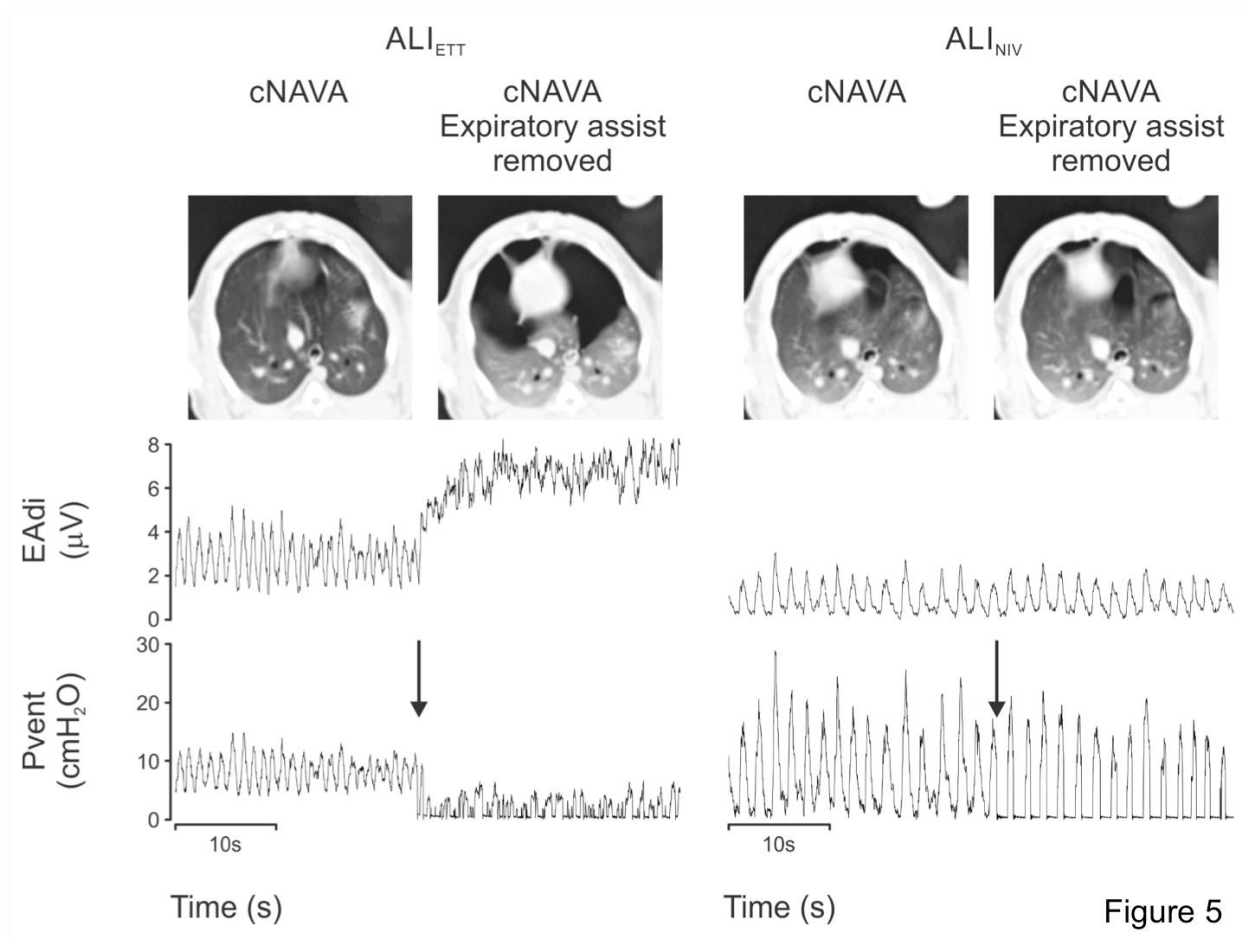 ALIETT
ALINIV
cNAVA
cNAVA
Expiratory assist
removed
cNAVA
cNAVA
Expiratory assist
removed
EAdi
(μV)
8
6
4
2
0
Pvent
(cmH2O)
30
20
10
0
10s
10s
Time (s)
Time (s)
Figure 5